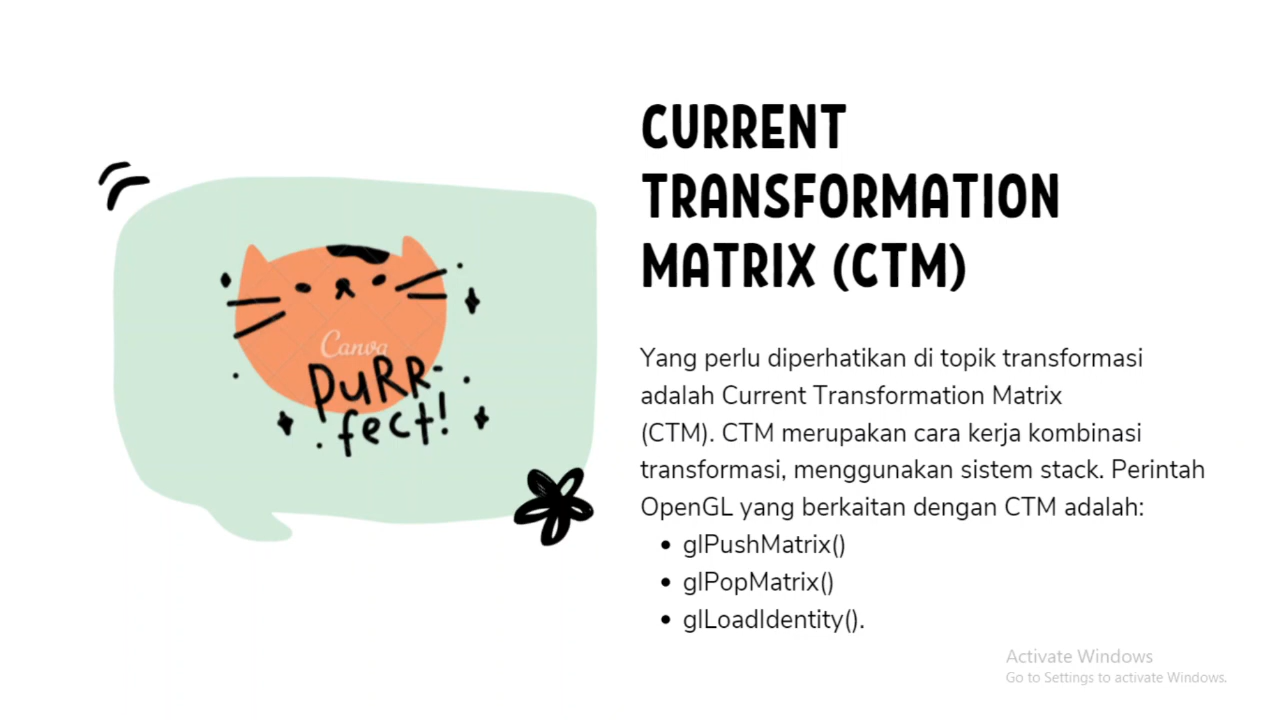 CURRENT
TRANSFORMATION
MATRIX (CTM)
Canva
PURR-
fect!
Yang perlu diperhatikan di topik transformasi
adalah Current Transformation Matrix
(CTM). CTM merupakan cara kerja kombinasi
transformasi, menggunakan sistem stack. Perintah
OpenGL yang berkaitan dengan CTM adalah:
• glPushMatrix()
• glPopMatrix()
• glLoadIdentity().
Activate Windows
Go to Settings to activate Windows.